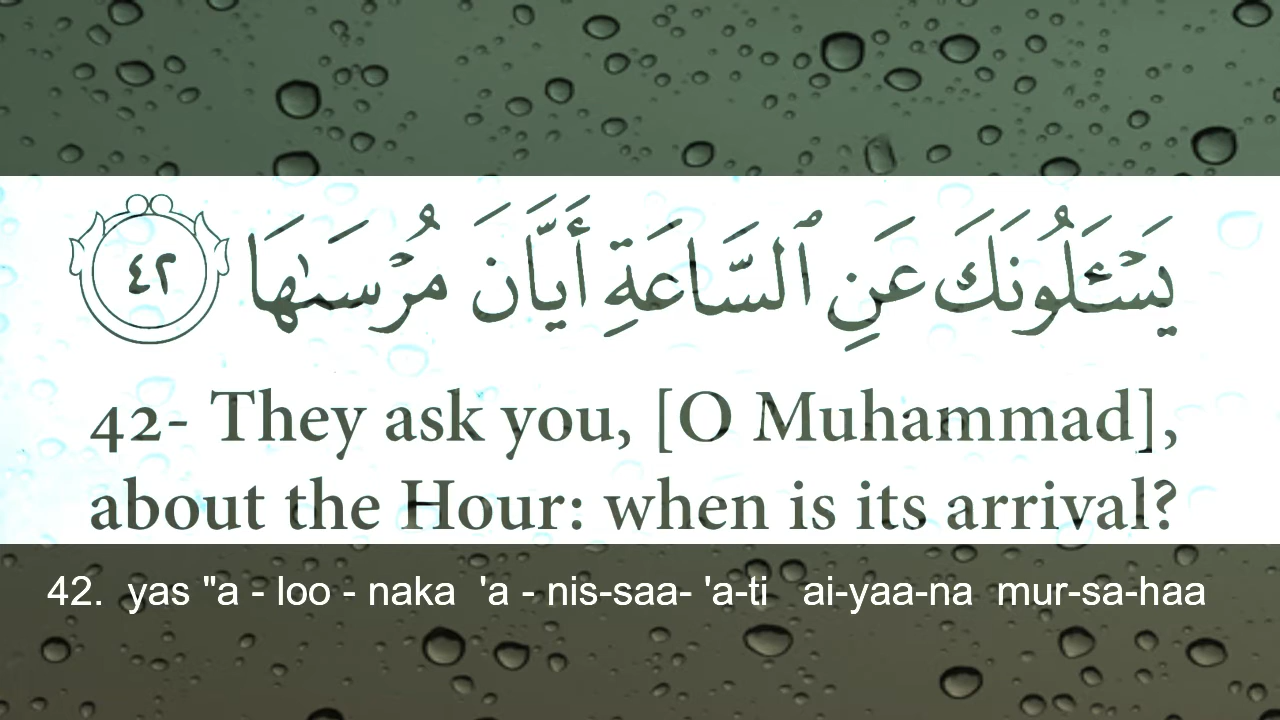 يَسْـَٔلُونَكَ عَنِ ٱلسَّاعَةِ أَيَّانَ مُرْسَىٰهَا ٤٢
42- They ask you, [O Muhammad],
about the Hour: when is its arrival?
42. yas "a - loo - naka 'a - nis-saa- 'a-ti ai-yaa-na mur-sa-haa